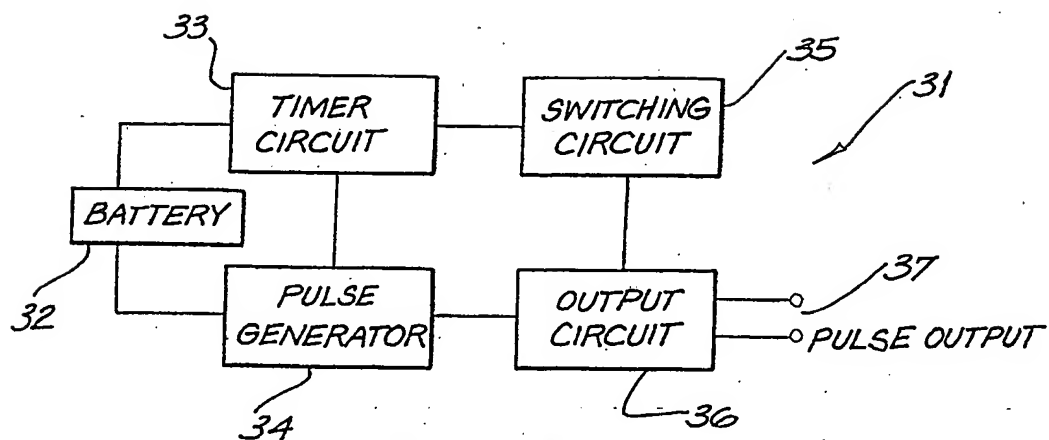 33
35
31
TIMER
CIRCUIT
SWITCHING
CIRCUIT
BATTERY
32
PULSE
GENERATOR
OUTPUT
CIRCUIT
37
PULSE OUTPUT
34
36